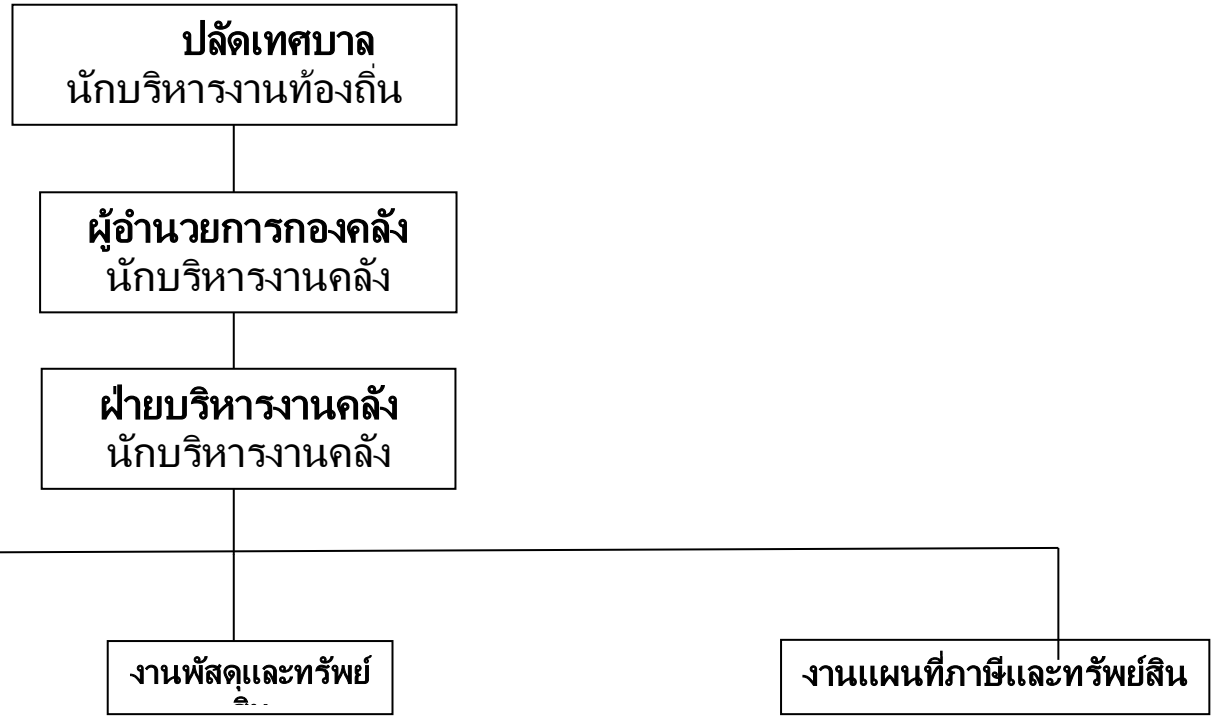 ปลัดเทศบาล
นักบริหารงานท้องถิ่น
ผู้อำนวยการกองคลัง
นักบริหารงานคลัง
ฝ่ายบริหารงานคลัง
นักบริหารงานคลัง
งานพัสดุและทรัพย์
งานแผนที่ภาษีและทรัพย์สิน